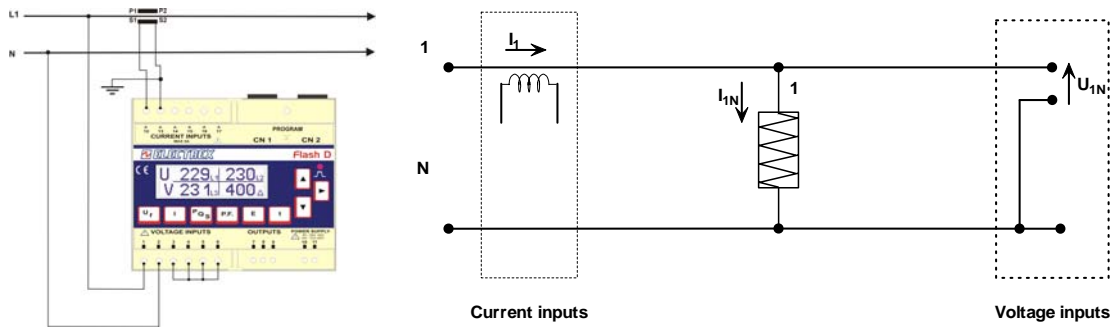 L1
P1 P2
S1 S2
N
CURRENT INPUTS
PROGRAM
CN 1 CN 2
ELECTREX
Flash D
CE
U 229 L1 230 L2
V 231 L3 400 Δ
I
P Q S
P.F.
E
VOLTAGE INPUTS
OUTPUTS
POWER SUPPLY
1 I₁
I₁N 1
U₁N
N
Current inputs
Voltage inputs